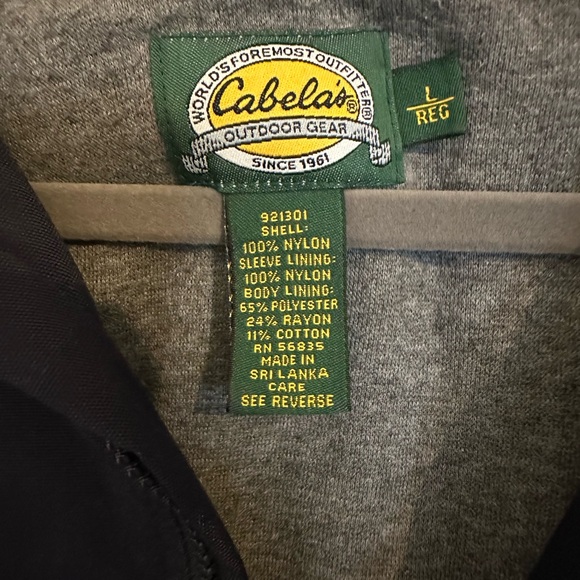 WORLD'S FOREMOST OUTFITTER®
Cabela's®
OUTDOOR GEAR
SINCE 1961
L
REG
921301
SHELL:
100% NYLON
SLEEVE LINING:
100% NYLON
BODY LINING:
65% POLYESTER
24% RAYON
11% COTTON
RN 56835
MADE IN
SRI LANKA
CARE
SEE REVERSE